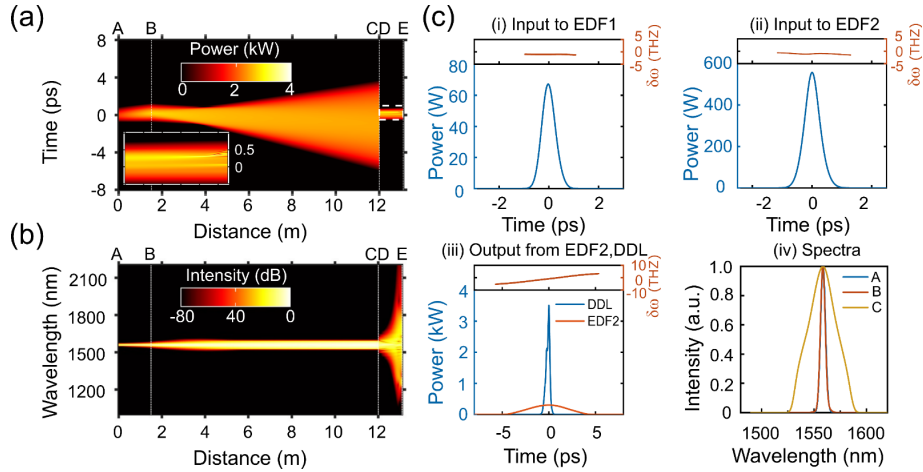 (a)
A B CD E
8
4
0
-4
-8
Time (ps)
Power (kW)
0 2 4
0.5
0
0 2 4 6 8 10 12
Distance (m)
(b)
A B CD E
2100
1800
1500
1200
Wavelength (nm)
Intensity (dB)
-80 40 0
0 2 4 6 8 10 12
Distance (m)
(c)
(i) Input to EDF1
5
0
-5
δω (THZ)
80
60
40
20
0
Power (W)
-2 0 2
Time (ps)
(ii) Input to EDF2
5
0
-5
δω (THZ)
600
400
200
0
Power (W)
-2 0 2
Time (ps)
(iii) Output from EDF2,DDL
10
0
-10
δω (THZ)
4
3
2
1
0
Power (kW)
DDL
EDF2
-5 0 5
Time (ps)
(iv) Spectra
1.0
0.8
0.6
0.4
0.2
0
Intensity (a.u.)
A
B
C
1500 1550 1600
Wavelength (nm)